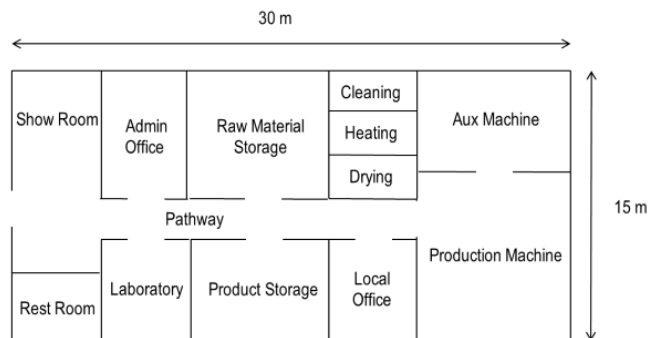 30 m
Show Room
Admin
Office
Raw Material
Storage
Cleaning
Heating
Drying
Aux Machine
15 m
Pathway
Production Machine
Rest Room
Laboratory
Product Storage
Local
Office